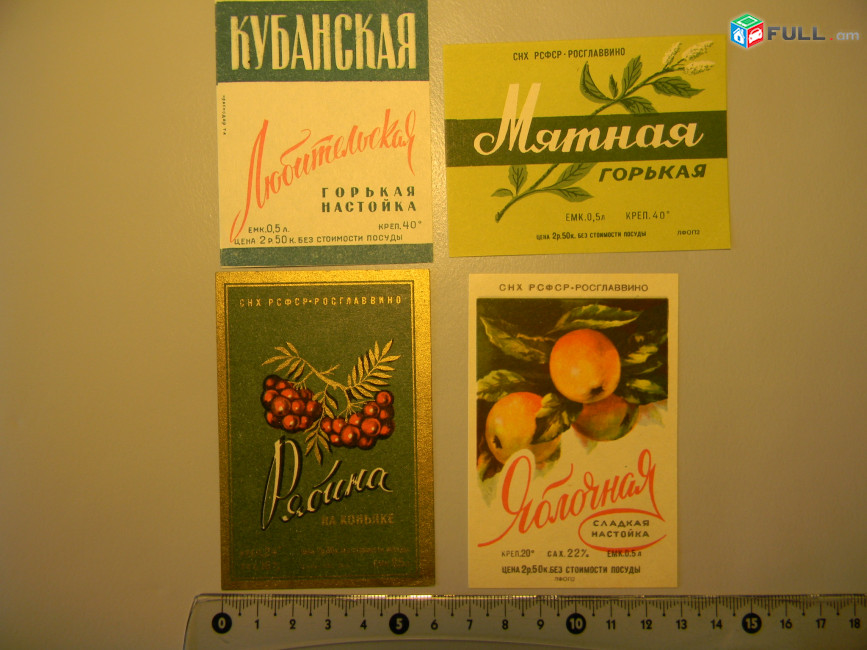 КУБАНСКАЯ
Любительская
ГОРЬКАЯ
НАСТОЙКА
ЕМК.0,5 л. КРЕП. 40°
ЦЕНА 2 р. 50 к. БЕЗ СТОИМОСТИ ПОСУДЫ
FULL.am
СНХ РСФСР-РОСГЛАВВИНО
Мятная
ГОРЬКАЯ
ЕМК. 0,5л КРЕП. 40°
ЦЕНА 2р.50к. БЕЗ СТОИМОСТИ ПОСУДЫ
СНХ РСФСР-РОСГЛАВВИНО
Рябина
НА КОНЬЯКЕ
СНХ РСФСР-РОСГЛАВВИНО
Яблочная
СЛАДКАЯ
НАСТОЙКА
КРЕП.20° САХ. 22% ЕМК.0,5 л
ЦЕНА 2р.50к. БЕЗ СТОИМОСТИ ПОСУДЫ
0 1 2 3 4 5 6 7 8 9 10 11 12 13 14 15 16 17 18